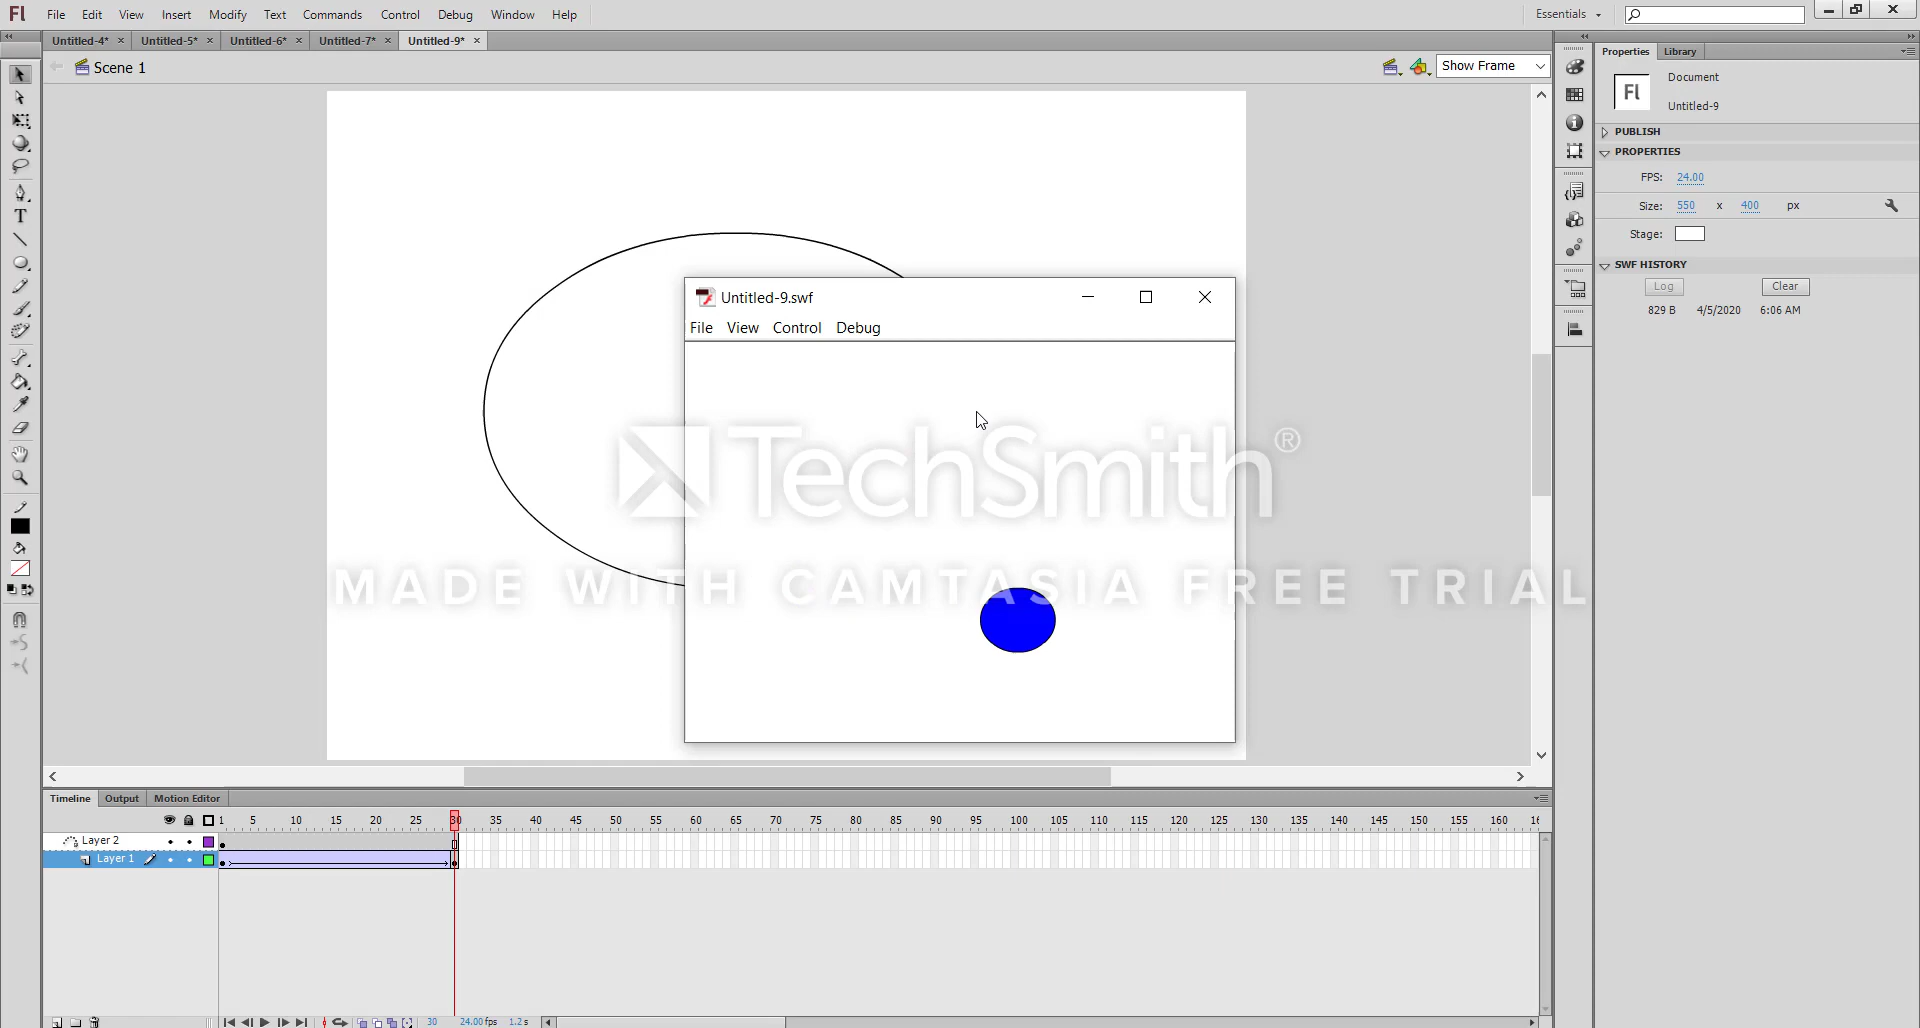 Fl File Edit View Insert Modify Text Commands Control Debug Window Help Essentials
Untitled-4* × Untitled-5* × Untitled-6* × Untitled-7* × Untitled-9* ×
Scene 1 Show Frame
Properties Library
Fl Document
Untitled-9
PUBLISH
PROPERTIES
FPS: 24.00
Size: 550 x 400 px
Stage:
SWF HISTORY
Log Clear
829 B 4/5/2020 6:06 AM
Untitled-9.swf
File View Control Debug
TechSmith®
MADE WITH CAMTASIA FREE TRIAL
Timeline Output Motion Editor
1 5 10 15 20 25 30 35 40 45 50 55 60 65 70 75 80 85 90 95 100 105 110 115 120 125 130 135 140 145 150 155 160
Layer 2
Layer 1
30 24.00 fps 1.2 s